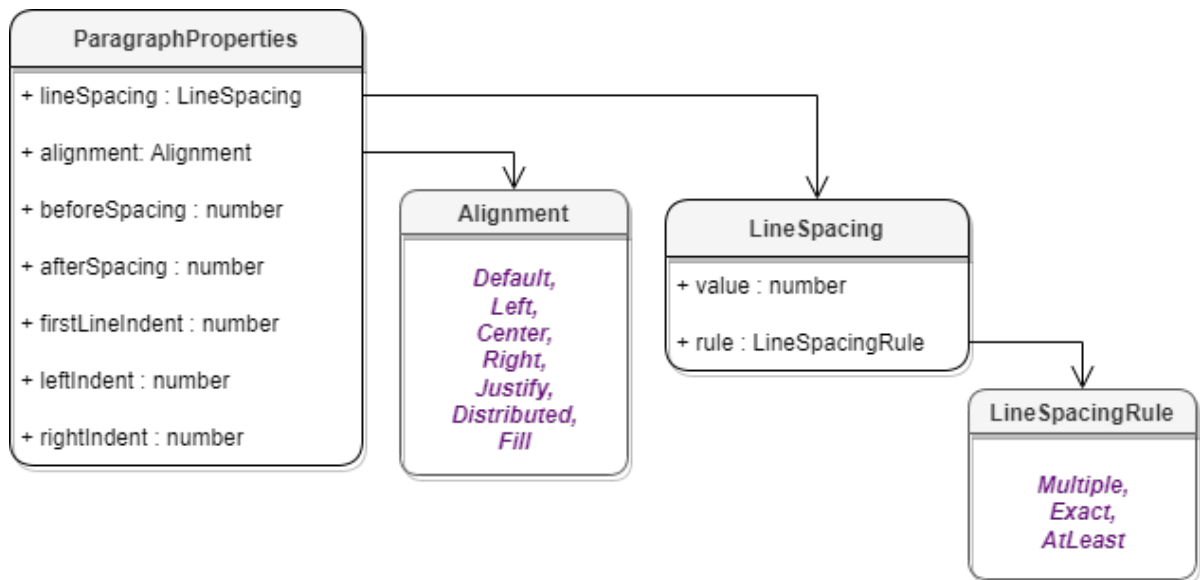 ParagraphProperties
+ lineSpacing : LineSpacing
+ alignment: Alignment
+ beforeSpacing : number
+ afterSpacing : number
+ firstLineIndent : number
+ leftIndent : number
+ rightIndent : number
Alignment
Default,
Left,
Center,
Right,
Justify,
Distributed,
Fill
LineSpacing
+ value : number
+ rule : LineSpacingRule
LineSpacingRule
Multiple,
Exact,
AtLeast